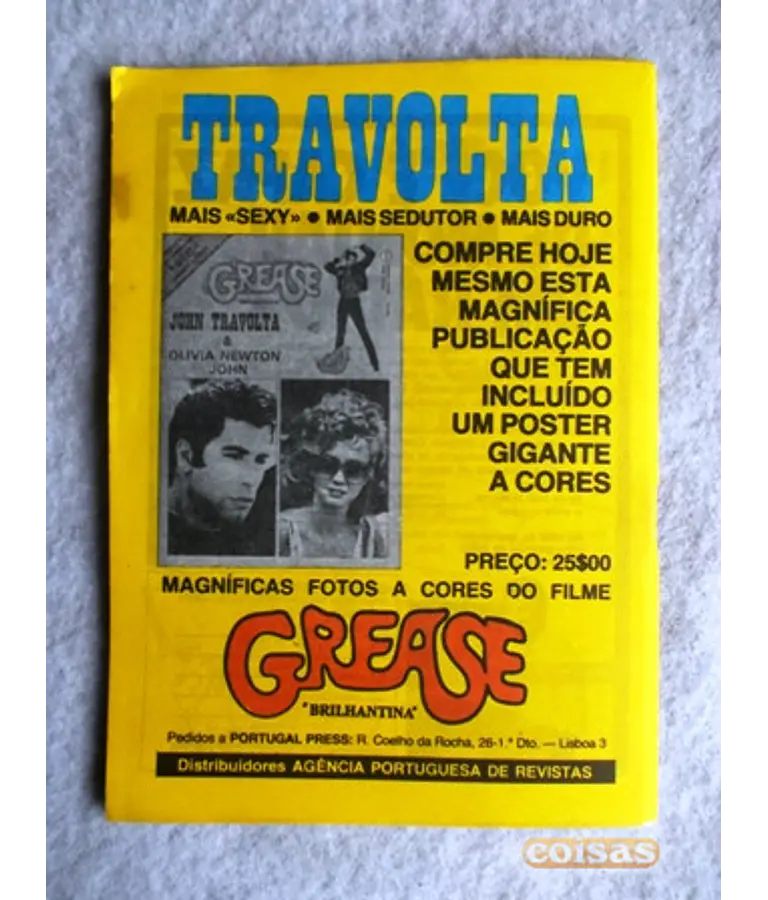 TRAVOLTA
MAIS «SEXY» ● MAIS SEDUTOR ● MAIS DURO
GREASE
JOHN TRAVOLTA
&
OLIVIA NEWTON
JOHN
COMPRE HOJE
MESMO ESTA
MAGNÍFICA
PUBLICAÇÃO
QUE TEM
INCLUÍDO
UM POSTER
GIGANTE
A CORES
PREÇO: 25$00
MAGNÍFICAS FOTOS A CORES DO FILME
GREASE
"BRILHANTINA"
Pedidos a PORTUGAL PRESS: R. Coelho da Rocha, 26-1.º Dto. — Lisboa 3
Distribuidores AGÊNCIA PORTUGUESA DE REVISTAS
coisas